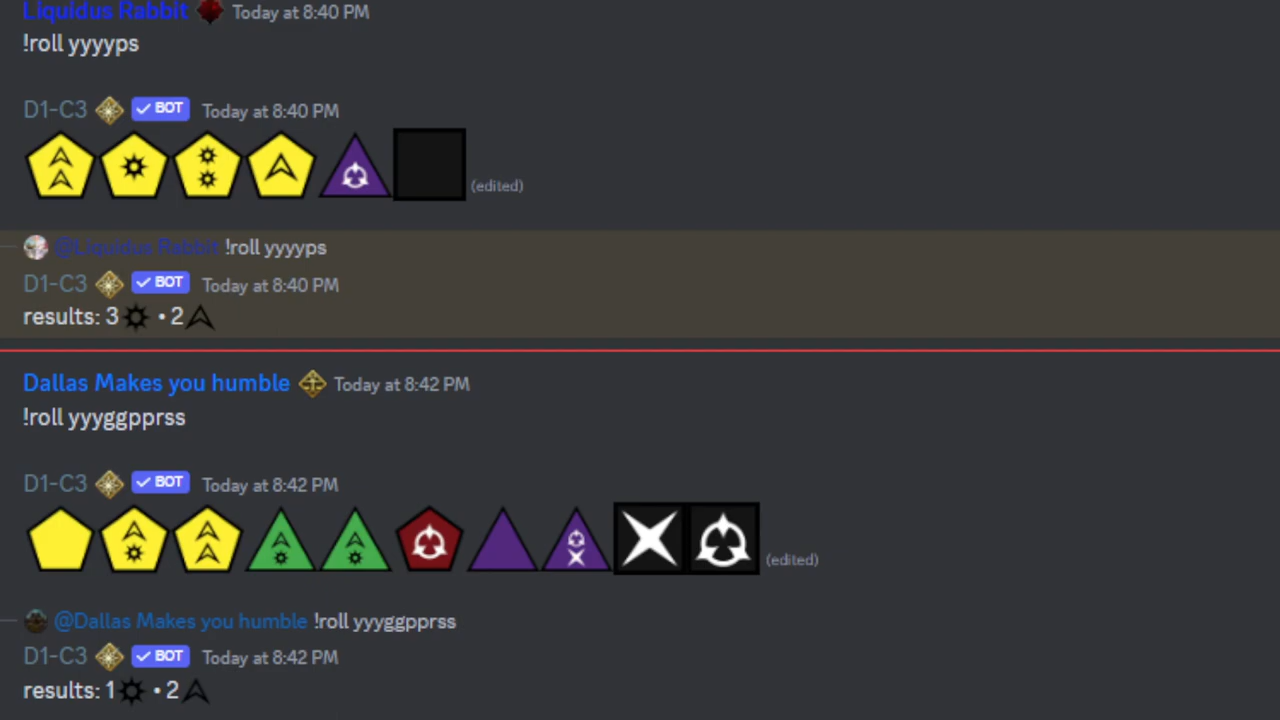 Liquidus Rabbit Today at 8:40 PM
!roll yyyyps
D1-C3 BOT Today at 8:40 PM
(edited)
@Liquidus Rabbit !roll yyyyps
D1-C3 BOT Today at 8:40 PM
results: 3 • 2
Dallas Makes you humble Today at 8:42 PM
!roll yyyggpprss
D1-C3 BOT Today at 8:42 PM
(edited)
@Dallas Makes you humble !roll yyyggpprss
D1-C3 BOT Today at 8:42 PM
results: 1 • 2